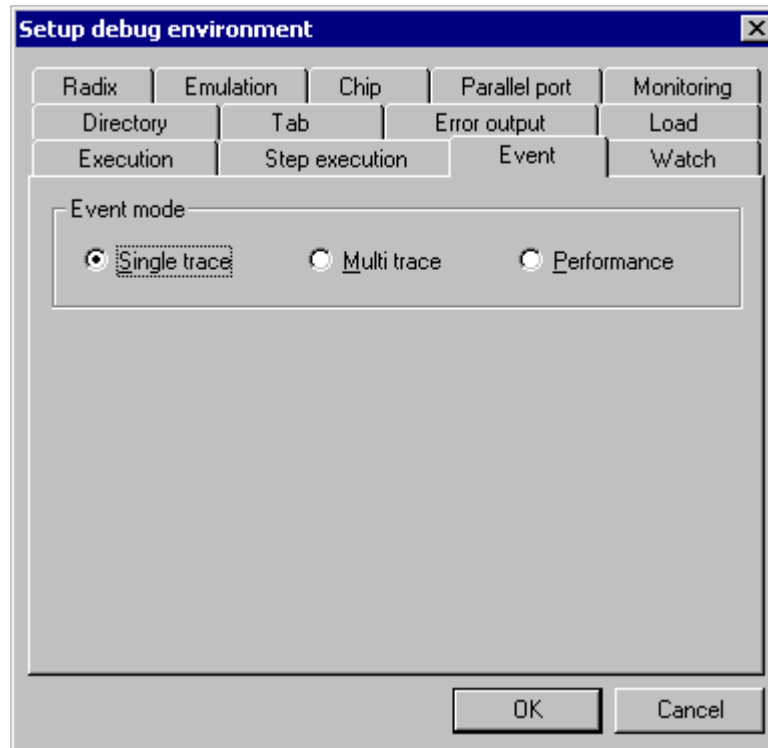 Setup debug environment
Radix Emulation Chip Parallel port Monitoring
Directory Tab Error output Load
Execution Step execution Event Watch
Event mode
Single trace Multi trace Performance
OK Cancel